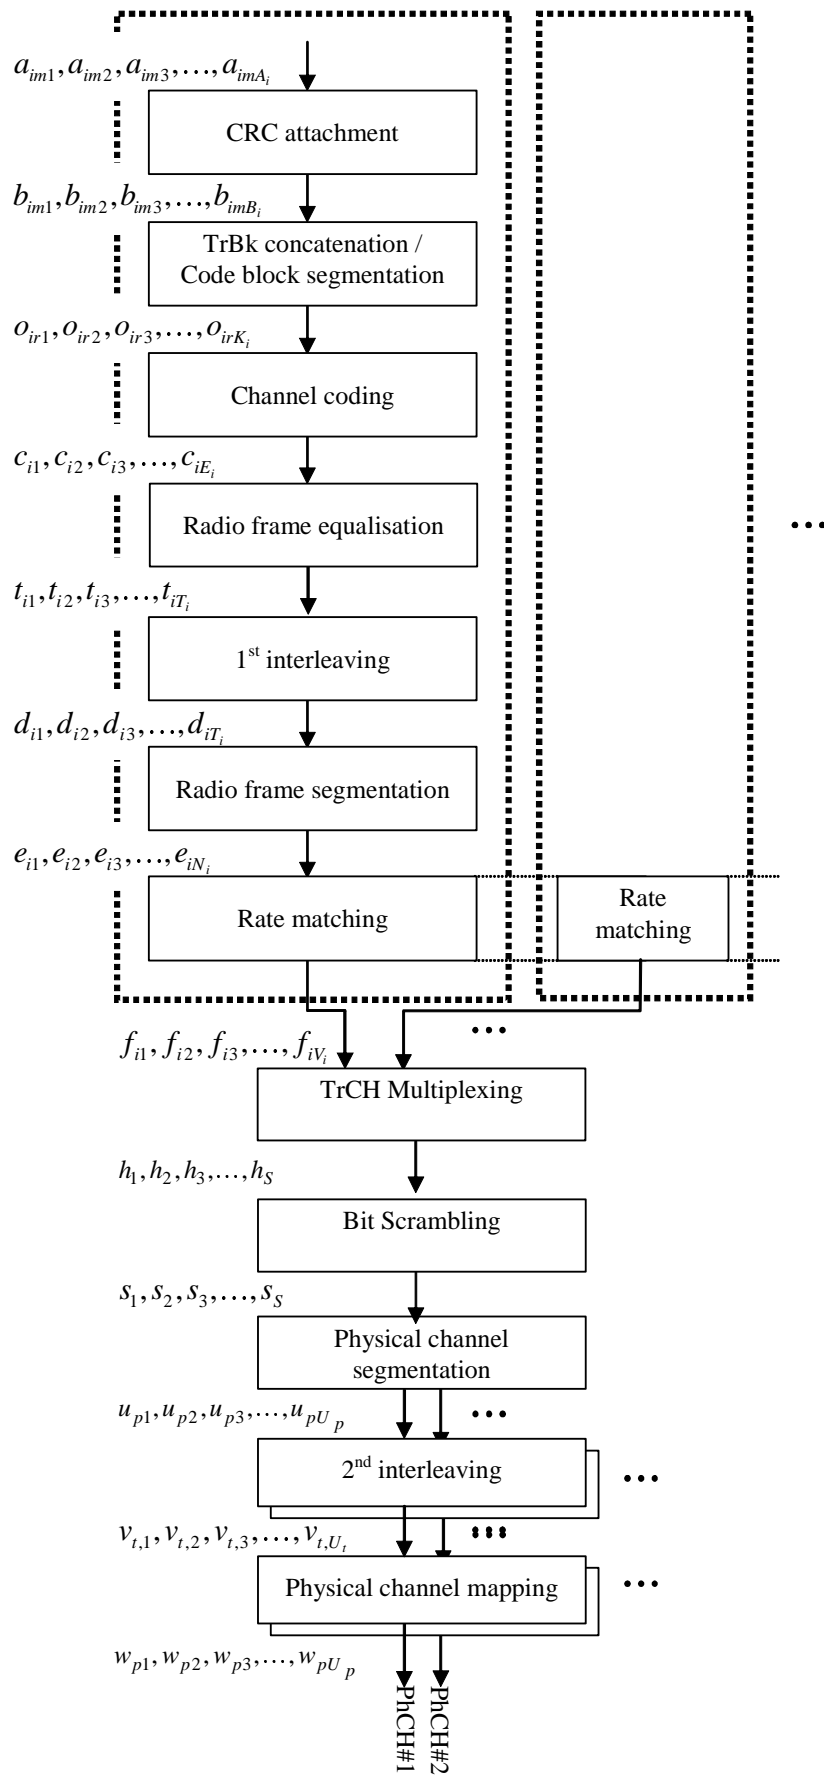 a_{im1}, a_{im2}, a_{im3}, …, a_{imA_i}
CRC attachment
b_{im1}, b_{im2}, b_{im3}, …, b_{imB_i}
TrBk concatenation /
Code block segmentation
o_{ir1}, o_{ir2}, o_{ir3}, …, o_{irK_i}
Channel coding
c_{i1}, c_{i2}, c_{i3}, …, c_{iE_i}
Radio frame equalisation
...
t_{i1}, t_{i2}, t_{i3}, …, t_{iT_i}
1^{st} interleaving
d_{i1}, d_{i2}, d_{i3}, …, d_{iT_i}
Radio frame segmentation
e_{i1}, e_{i2}, e_{i3}, …, e_{iN_i}
Rate matching
Rate
matching
...
f_{i1}, f_{i2}, f_{i3}, …, f_{iV_i}
TrCH Multiplexing
h_1, h_2, h_3, …, h_S
Bit Scrambling
s_1, s_2, s_3, …, s_S
Physical channel
segmentation
u_{p1}, u_{p2}, u_{p3}, …, u_{pU_p}
...
2^{nd} interleaving
...
v_{t,1}, v_{t,2}, v_{t,3}, …, v_{t,U_t}
...
Physical channel mapping
...
w_{p1}, w_{p2}, w_{p3}, …, w_{pU_p}
PhCH#1
PhCH#2